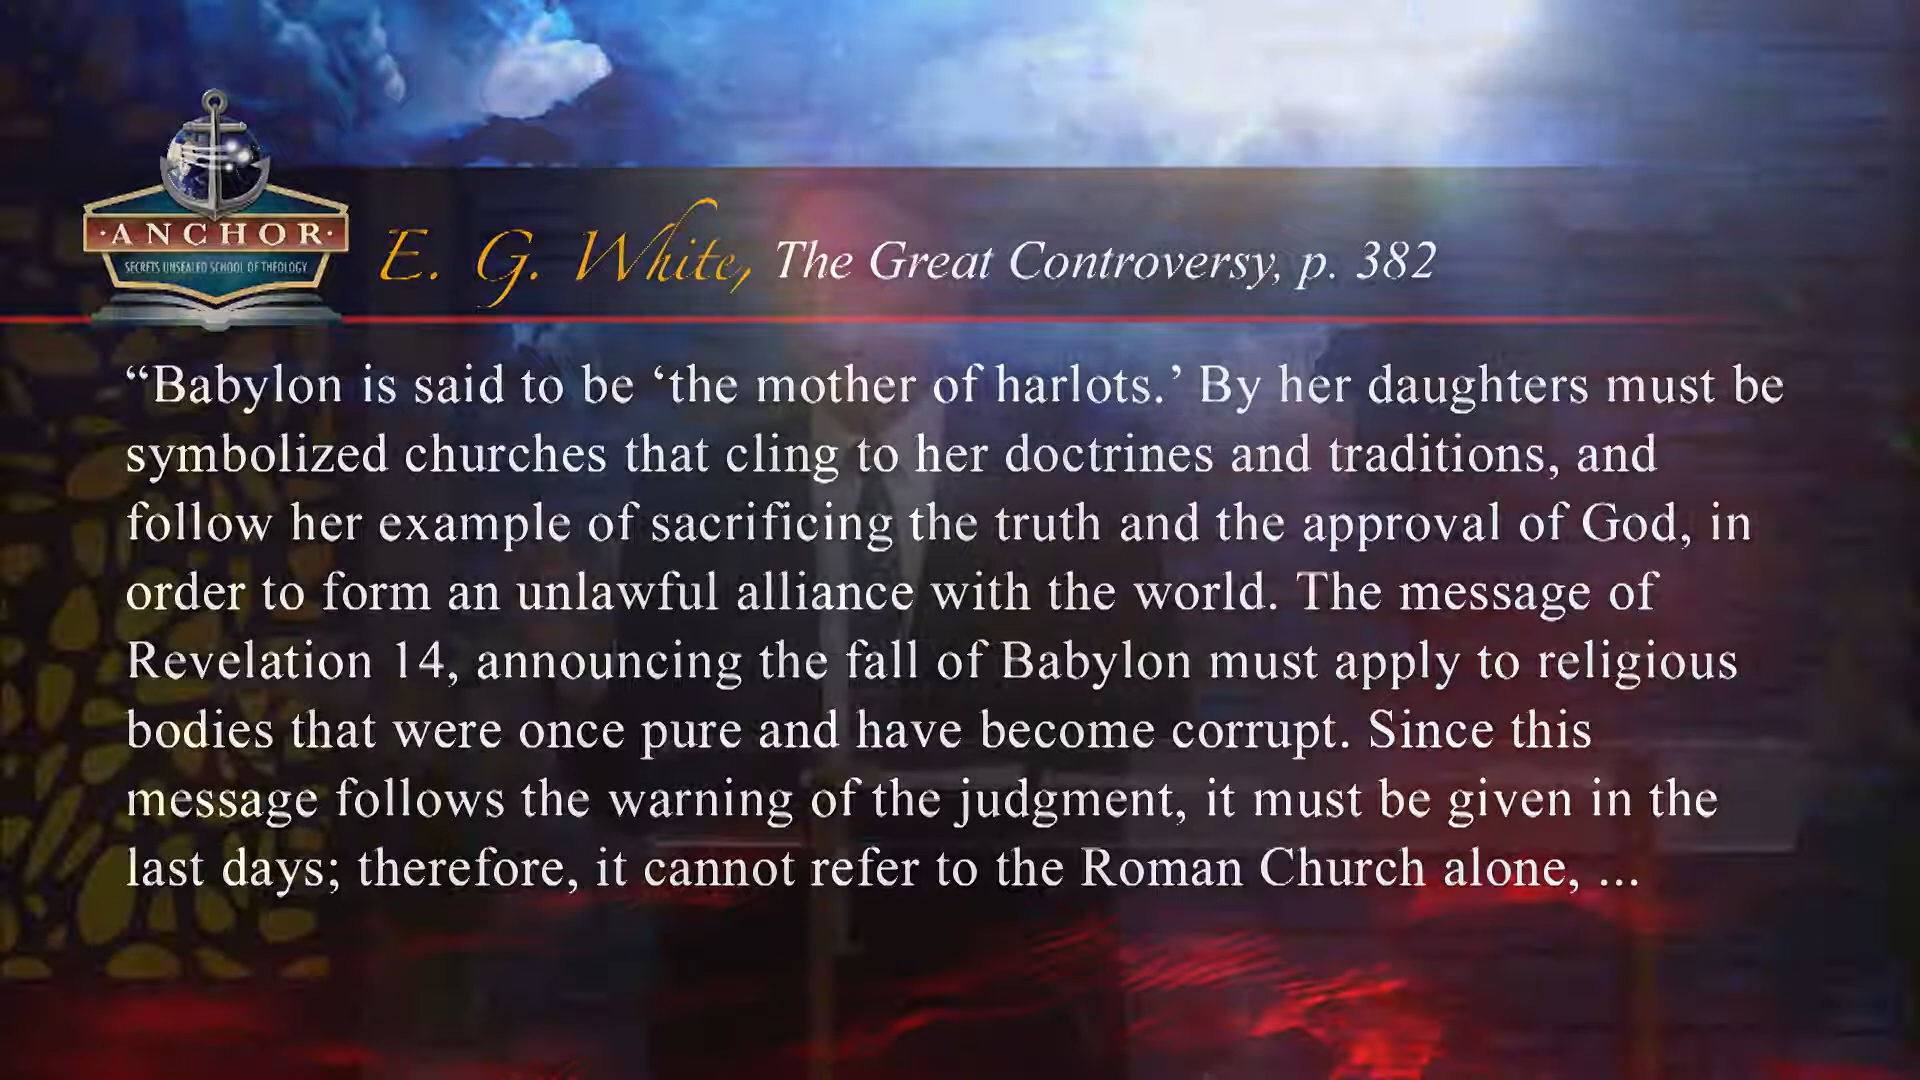 ·ANCHOR·
SECRETS UNSEALED SCHOOL OF THEOLOGY
E. G. White, The Great Controversy, p. 382
“Babylon is said to be ‘the mother of harlots.’ By her daughters must be
symbolized churches that cling to her doctrines and traditions, and
follow her example of sacrificing the truth and the approval of God, in
order to form an unlawful alliance with the world. The message of
Revelation 14, announcing the fall of Babylon must apply to religious
bodies that were once pure and have become corrupt. Since this
message follows the warning of the judgment, it must be given in the
last days; therefore, it cannot refer to the Roman Church alone, ...